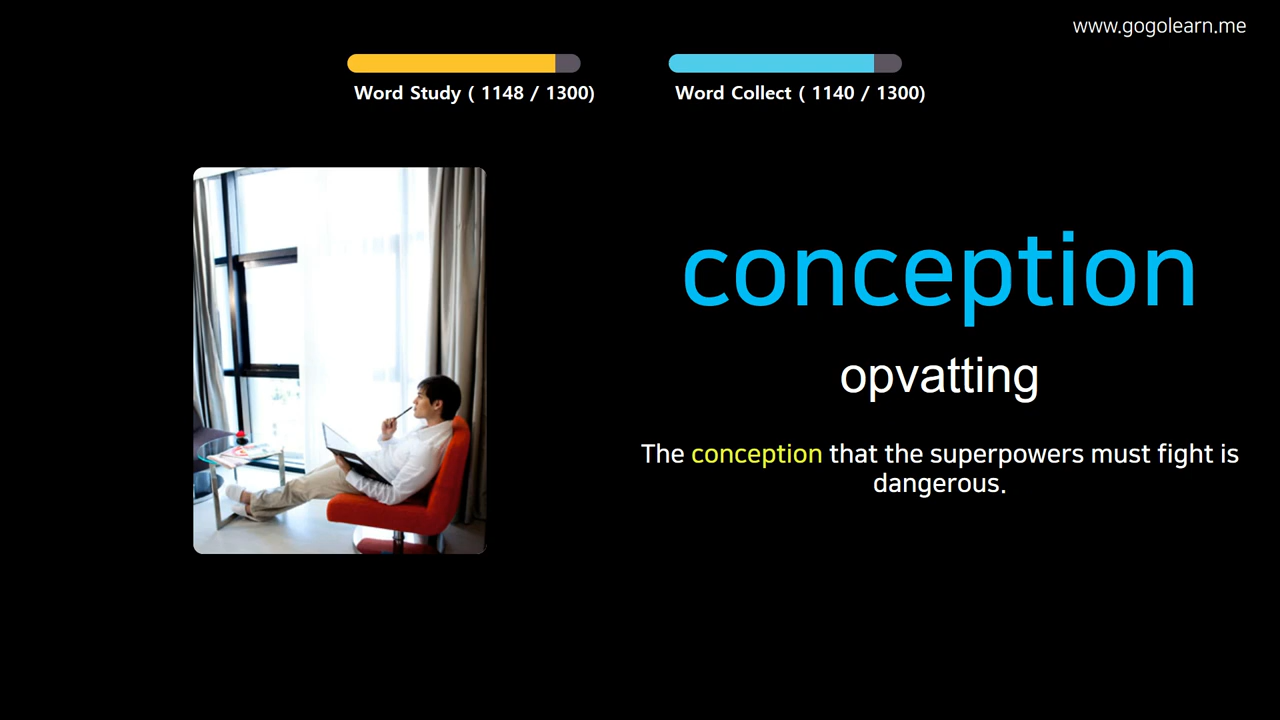 www.gogolearn.me
Word Study ( 1148 / 1300)
Word Collect ( 1140 / 1300)
conception
opvatting
The conception that the superpowers must fight is
dangerous.